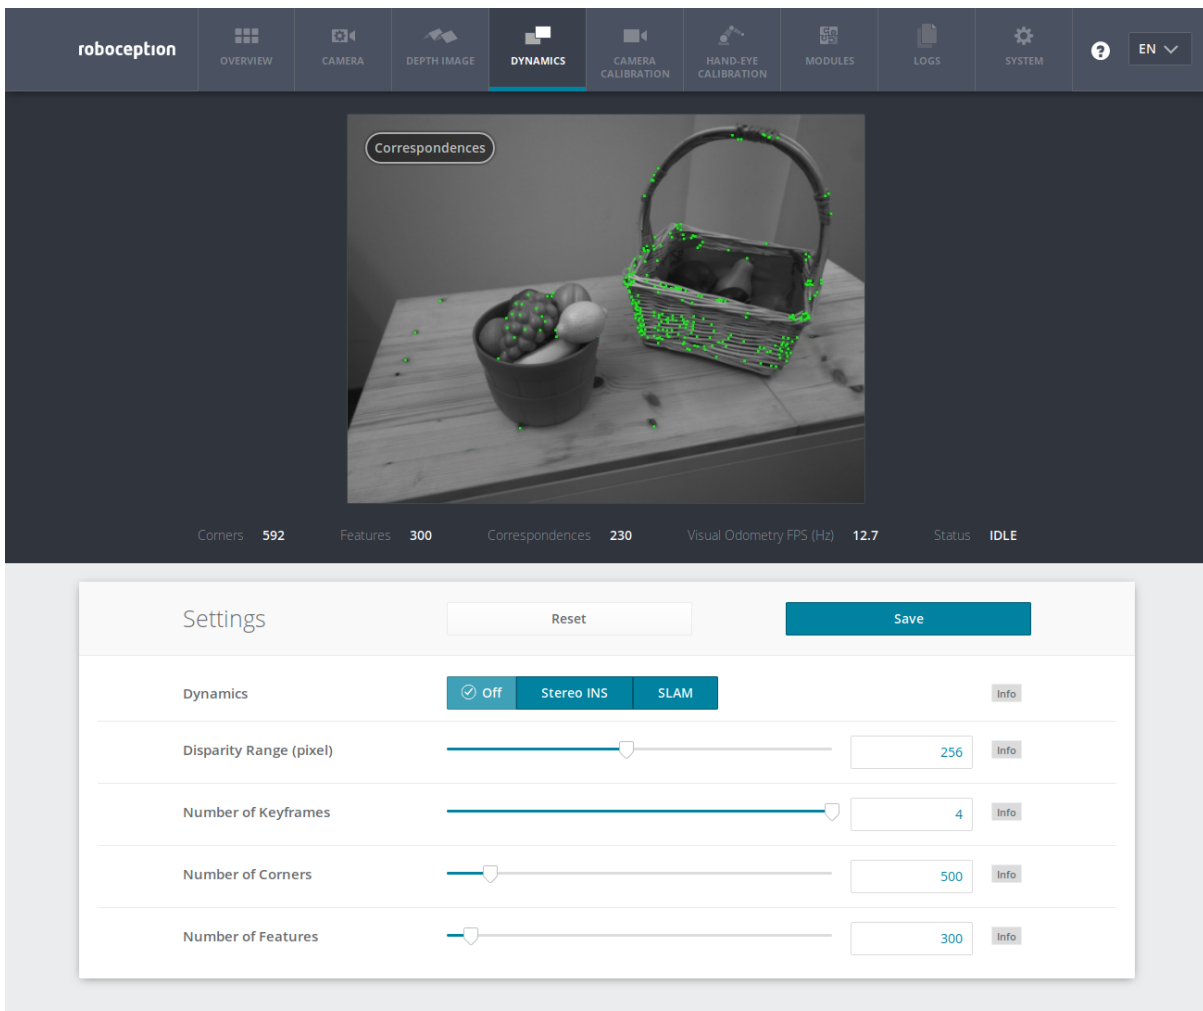 roboception
OVERVIEW
CAMERA
DEPTH IMAGE
DYNAMICS
CAMERA
CALIBRATION
HAND-EYE
CALIBRATION
MODULES
LOGS
SYSTEM
?
EN
Correspondences
Corners 592 Features 300 Correspondences 230 Visual Odometry FPS (Hz) 12.7 Status IDLE
Settings Reset Save
Dynamics Off Stereo INS SLAM Info
Disparity Range (pixel) 256 Info
Number of Keyframes 4 Info
Number of Corners 500 Info
Number of Features 300 Info